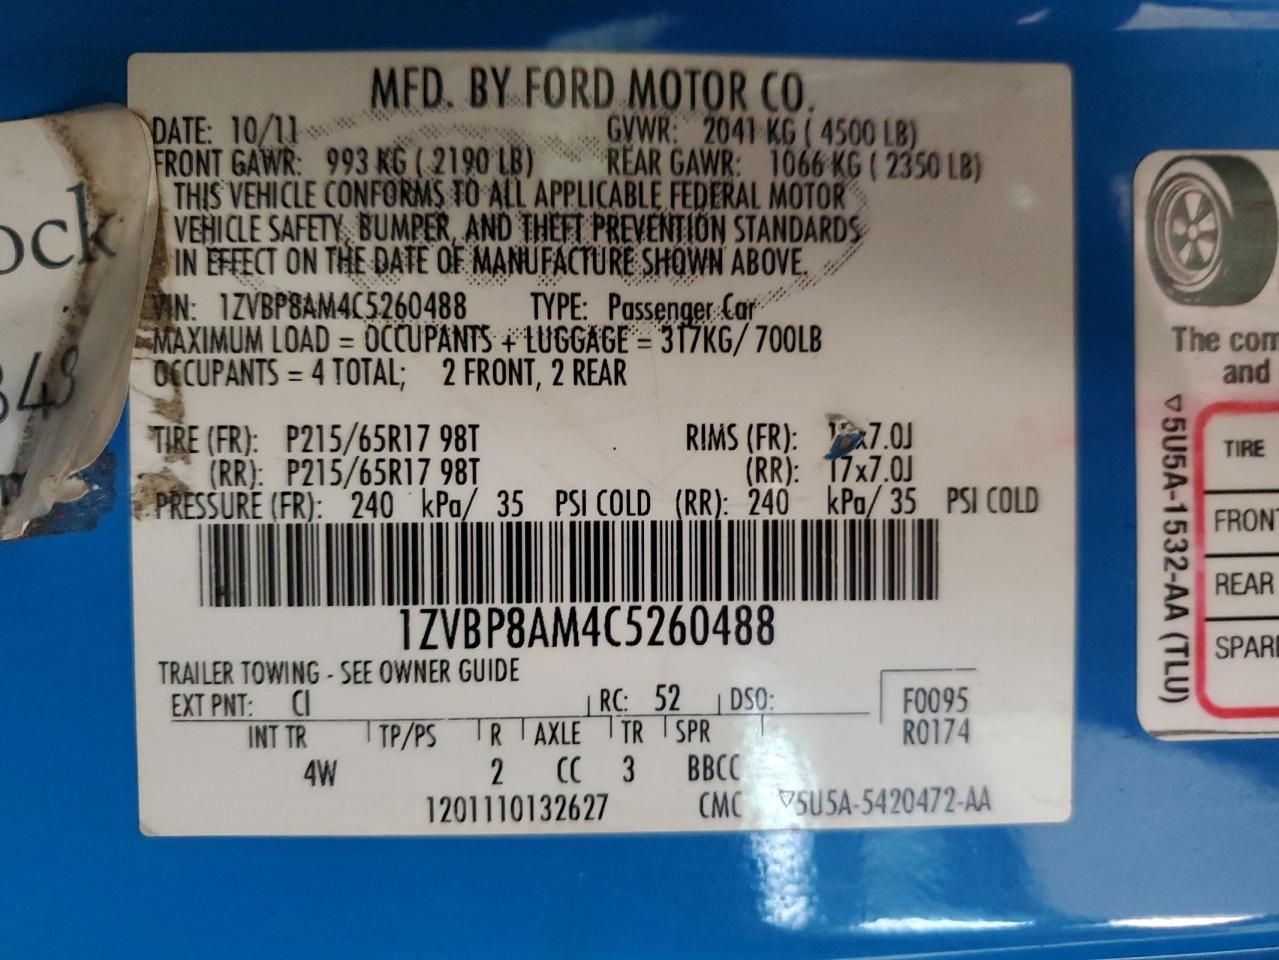 MFD. BY FORD MOTOR CO.
DATE: 10/11 GVWR: 2041 KG ( 4500 LB)
FRONT GAWR: 993 KG ( 2190 LB) REAR GAWR: 1066 KG ( 2350 LB)
THIS VEHICLE CONFORMS TO ALL APPLICABLE FEDERAL MOTOR
VEHICLE SAFETY, BUMPER, AND THEFT PREVENTION STANDARDS
IN EFFECT ON THE DATE OF MANUFACTURE SHOWN ABOVE.
VIN: 1ZVBP8AM4C5260488 TYPE: Passenger Car
MAXIMUM LOAD = OCCUPANTS + LUGGAGE = 317KG/ 700LB
OCCUPANTS = 4 TOTAL; 2 FRONT, 2 REAR
TIRE (FR): P215/65R17 98T RIMS (FR): x7.0J
(RR): P215/65R17 98T (RR): 17x7.0J
PRESSURE (FR): 240 kPa/ 35 PSI COLD (RR): 240 kPa/ 35 PSI COLD
1ZVBP8AM4C5260488
TRAILER TOWING - SEE OWNER GUIDE
EXT PNT: CI RC: 52 DSO: F0095
INT TR TP/PS R AXLE TR SPR R0174
4W 2 CC 3 BBCC
1201110132627 CMC ▽5U5A-5420472-AA
ock
348
The com
and
▽5U5A-1532-AA (TLU)
TIRE
FRONT
REAR
SPAR